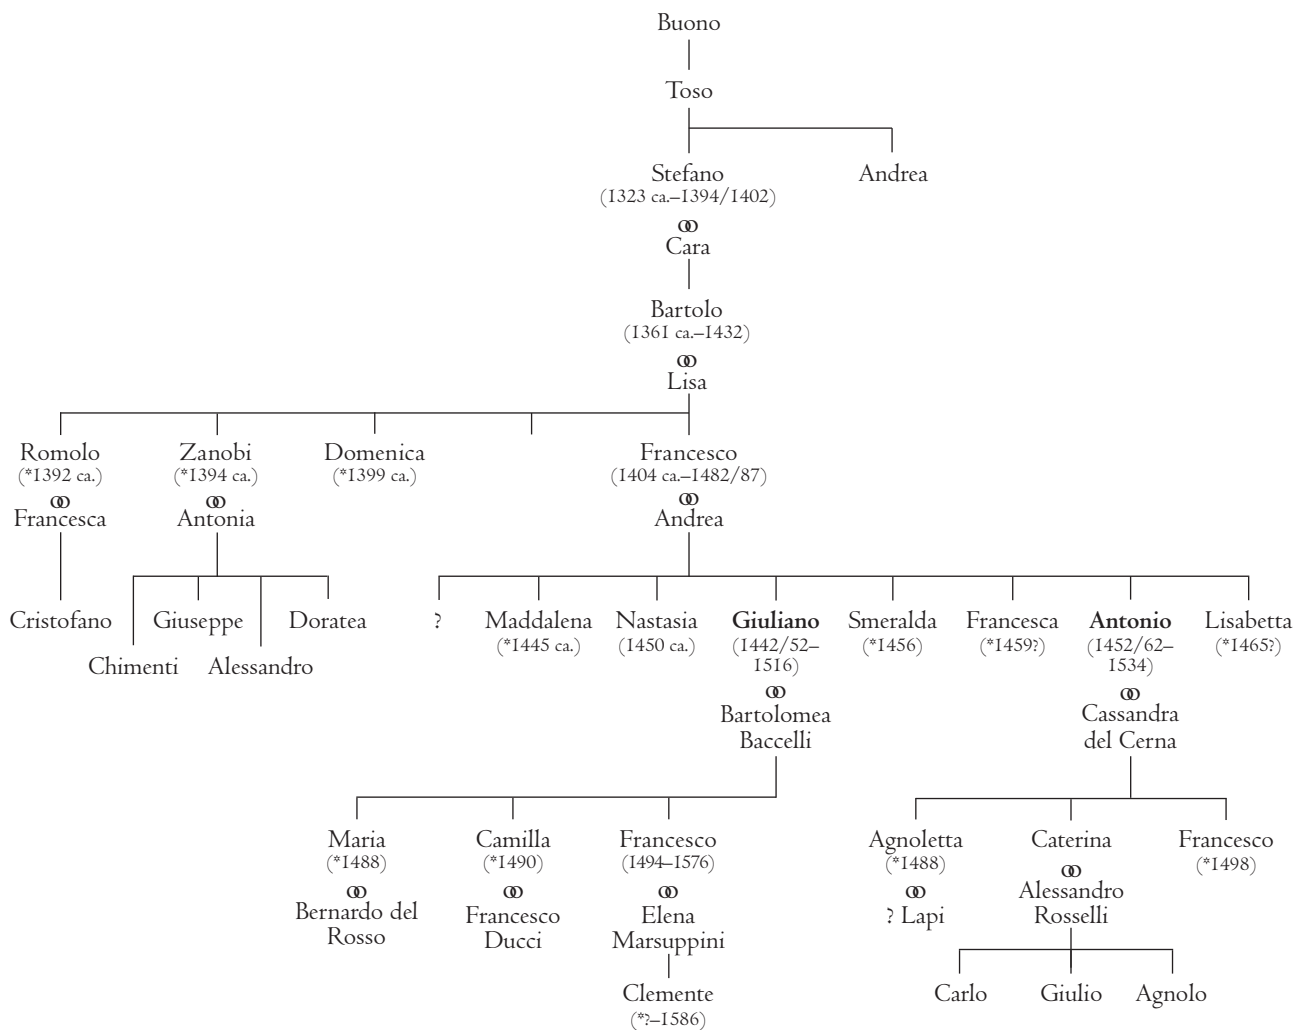 Buono
Toso
Stefano
(1323 ca.–1394/1402)
Andrea
Cara
Bartolo
(1361 ca.–1432)
Lisa
Romolo
(*1392 ca.)
Francesca
Zanobi
(*1394 ca.)
Antonia
Domenica
(*1399 ca.)
Francesco
(1404 ca.–1482/87)
Andrea
Cristofano
Chimenti
Giuseppe
Alessandro
Doratea
?
Maddalena
(*1445 ca.)
Nastasia
(1450 ca.)
Giuliano
(1442/52–
1516)
Bartolomea
Baccelli
Smeralda
(*1456)
Francesca
(*1459?)
Antonio
(1452/62–
1534)
Cassandra
del Cerna
Lisabetta
(*1465?)
Maria
(*1488)
Bernardo del
Rosso
Camilla
(*1490)
Francesco
Ducci
Francesco
(1494–1576)
Elena
Marsuppini
Clemente
(*?–1586)
Agnoletta
(*1488)
? Lapi
Caterina
Alessandro
Rosselli
Francesco
(*1498)
Carlo
Giulio
Agnolo